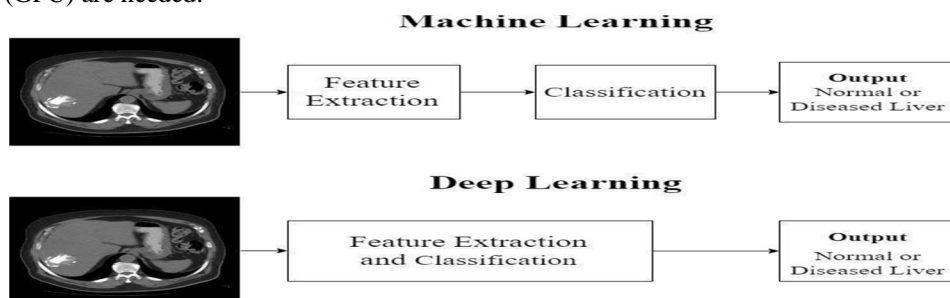 (GPU) are needed.
Machine Learning
Feature
Extraction
Classification
Output
Normal or
Diseased Liver
Deep Learning
Feature Extraction
and Classification
Output
Normal or
Diseased Liver